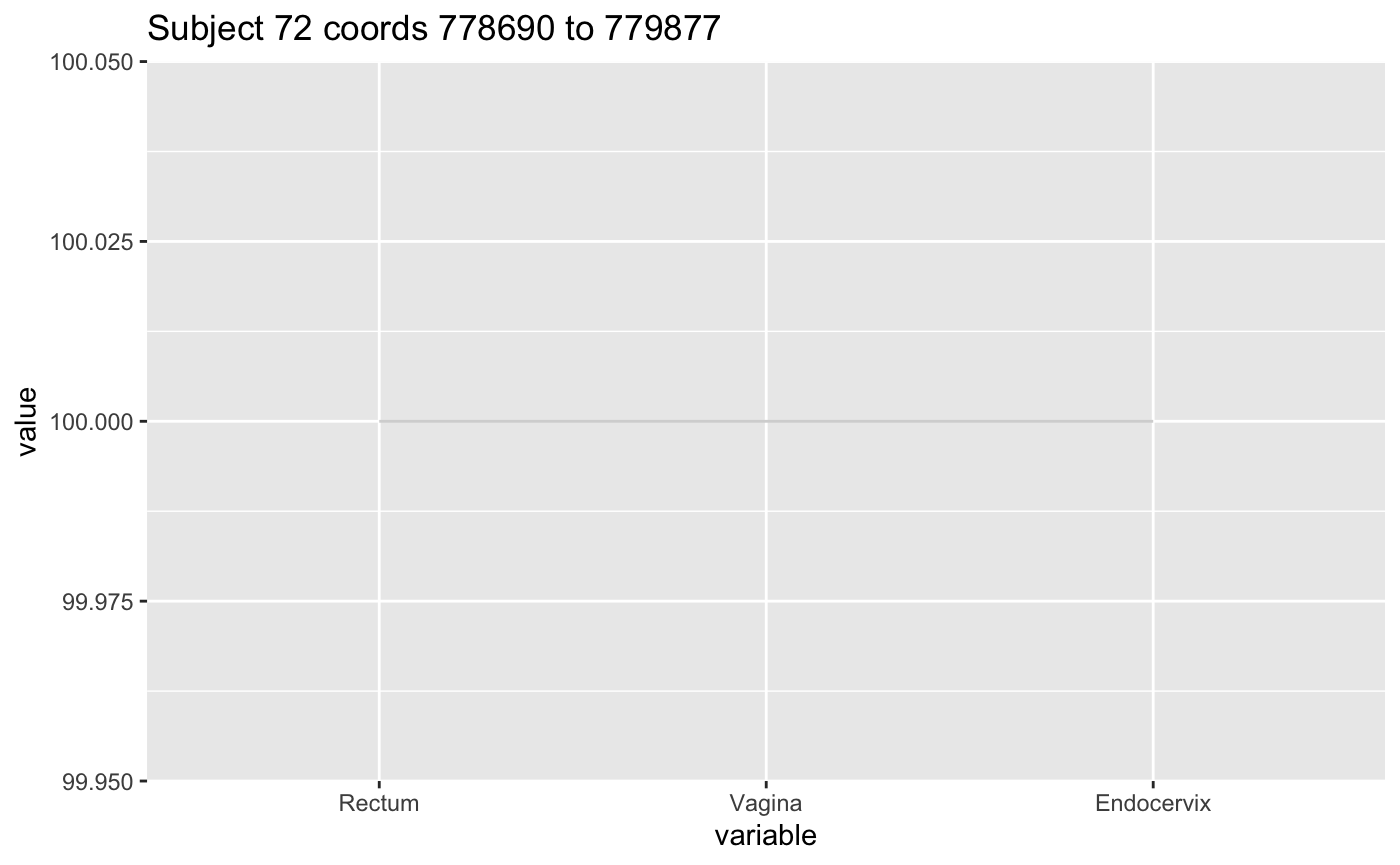 Subject 72 coords 778690 to 779877
100.050
100.025
100.000
99.975
99.950
value
Rectum Vagina Endocervix
variable